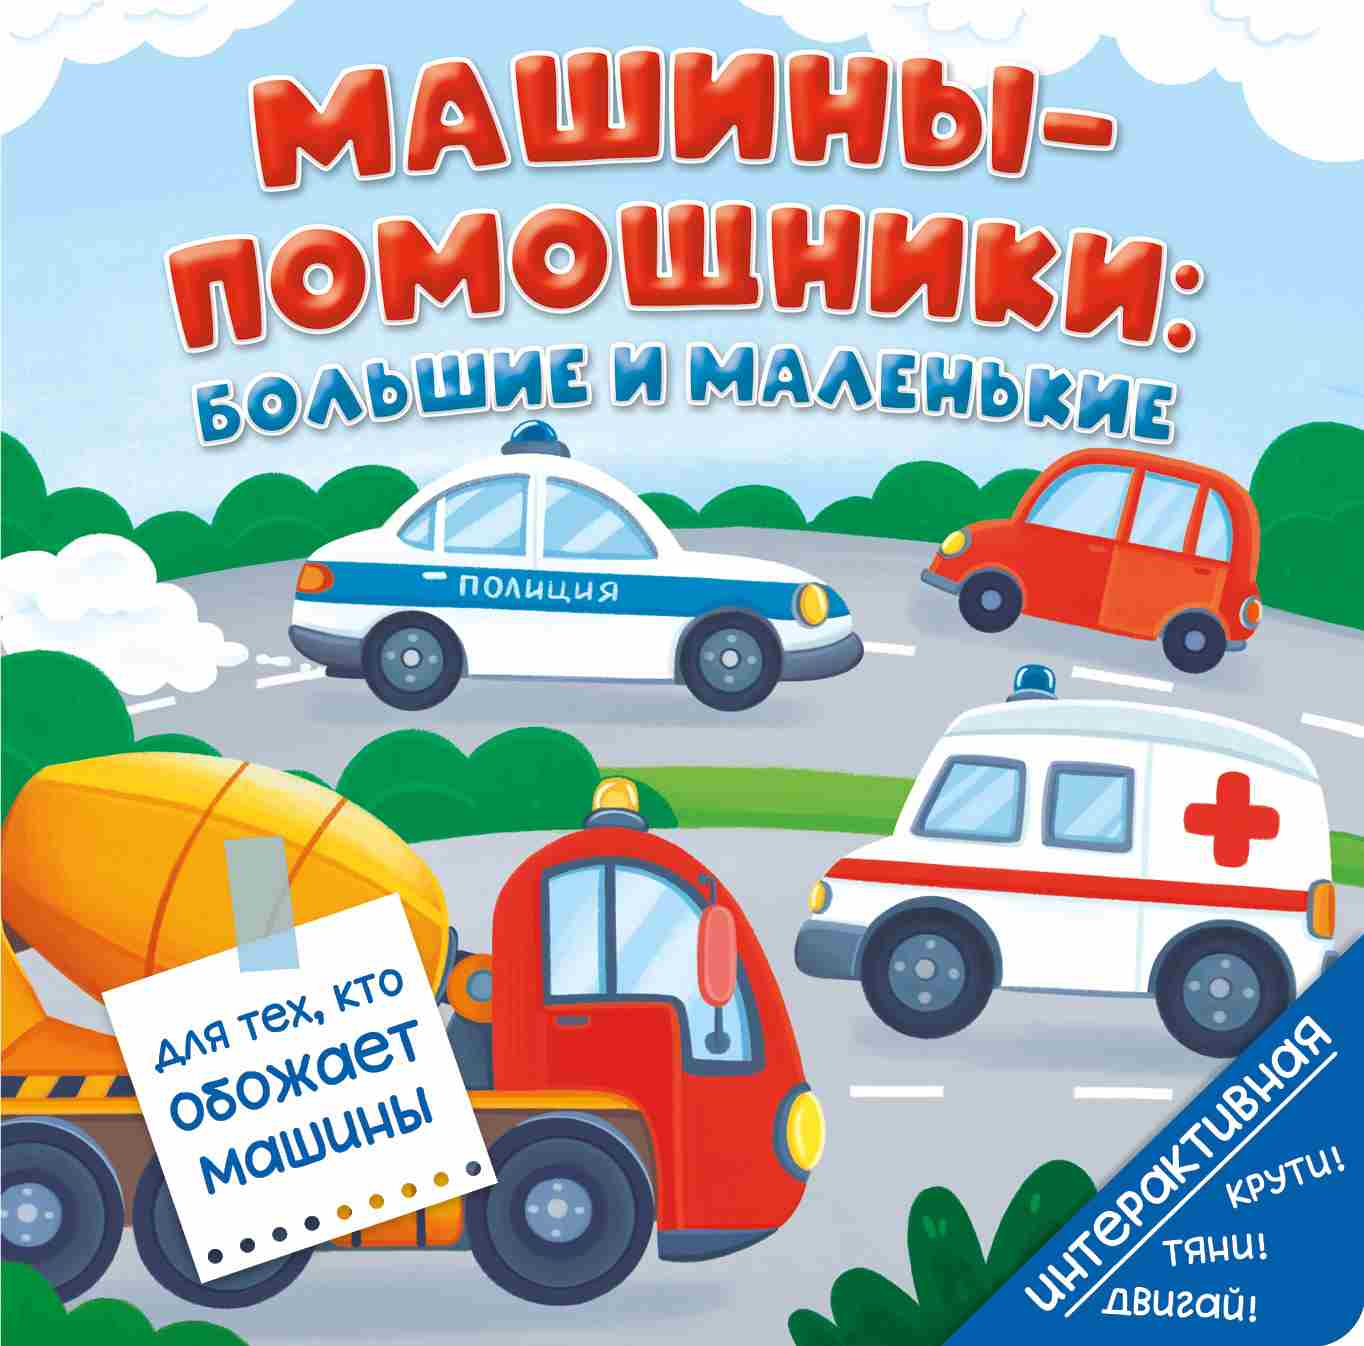 МАШИНЫ-
ПОМОЩНИКИ:
БОЛЬШИЕ И МАЛЕНЬКИЕ
ПОЛИЦИЯ
для тех, кто
обожает
машины
интерактивная
крути!
тяни!
двигай!